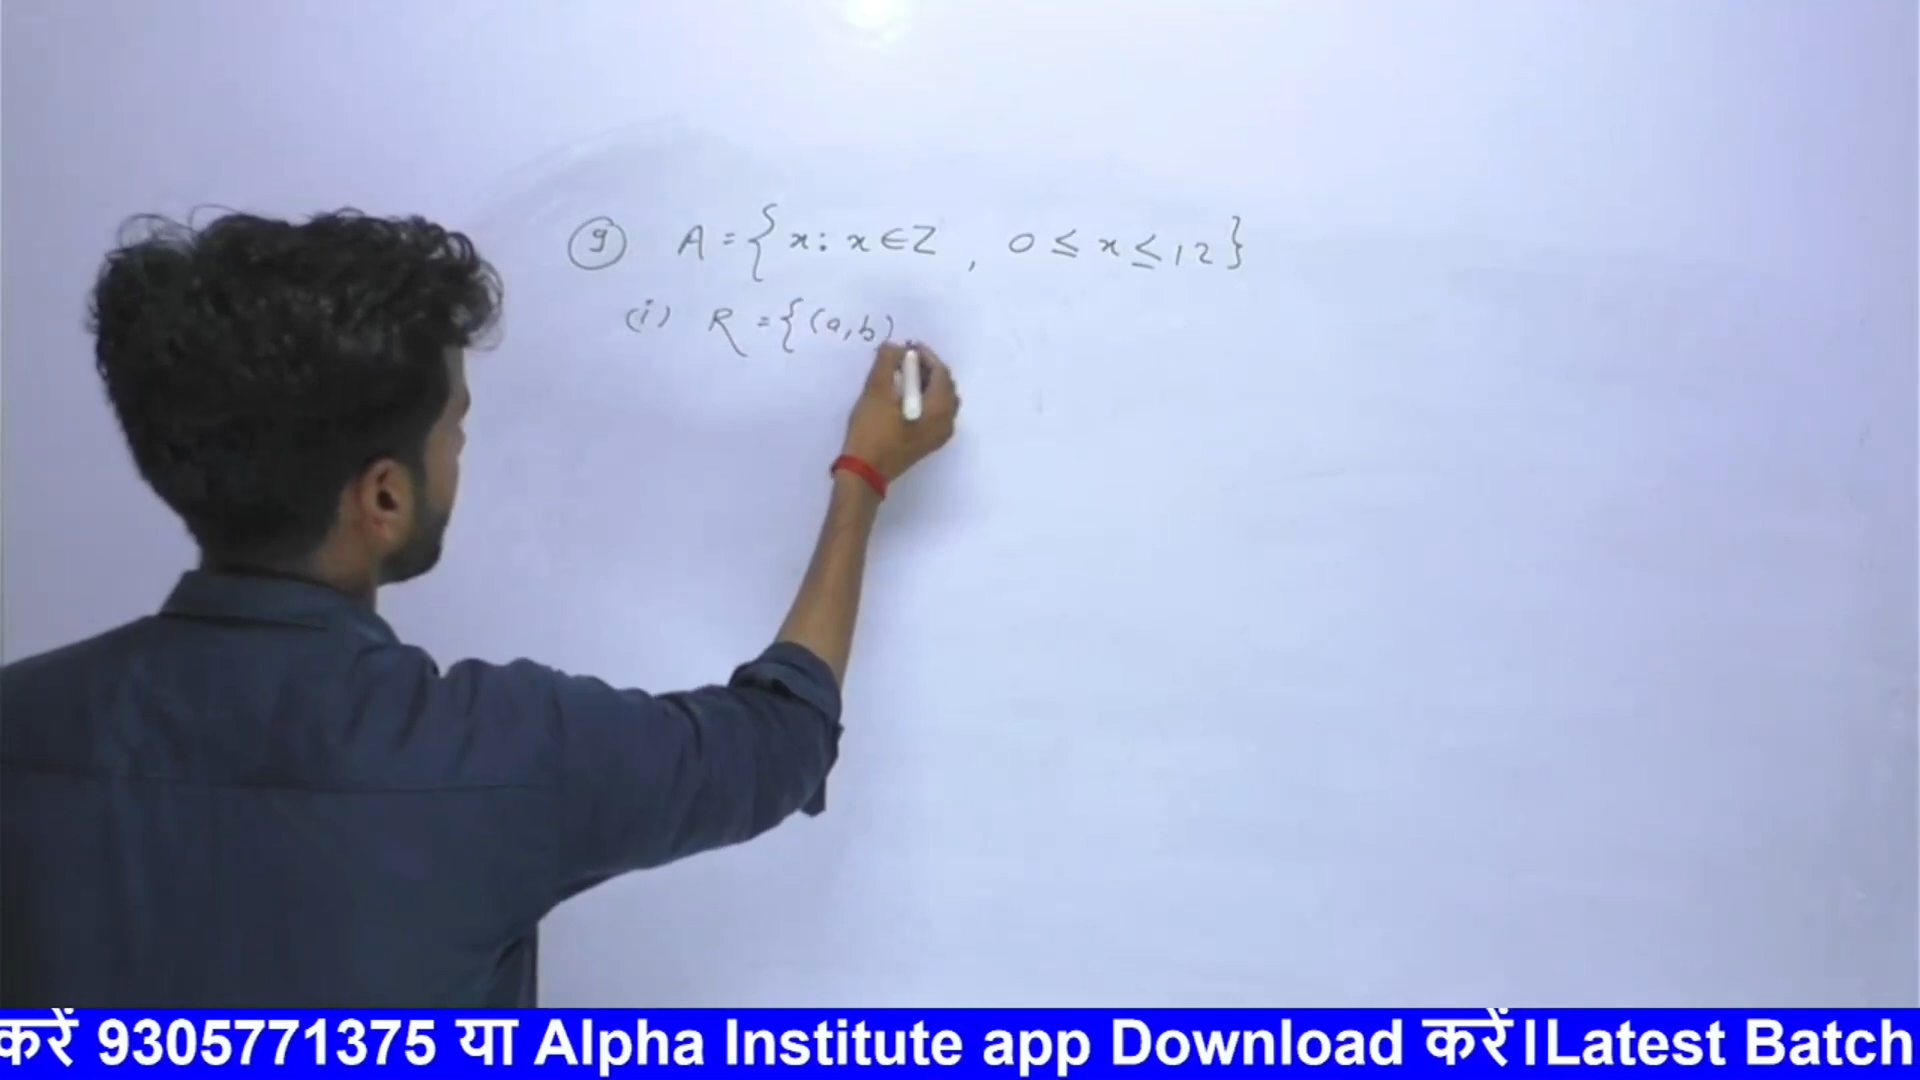 9 A = { x : x ∈ Z , 0 ≤ x ≤ 12 }
(i) R = { (a, b)
करें 9305771375 या Alpha Institute app Download करें।Latest Batch